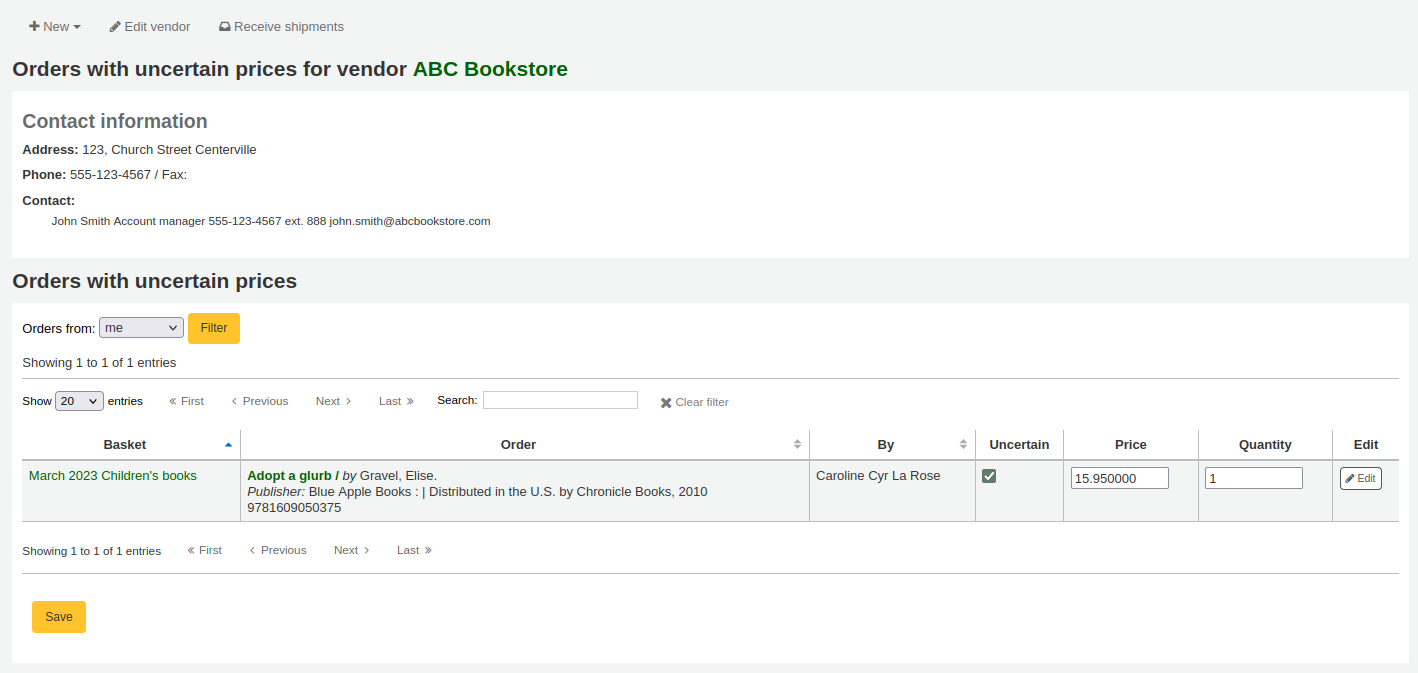 New Edit vendor Receive shipments
Orders with uncertain prices for vendor ABC Bookstore
Contact information
Address: 123, Church Street Centerville
Phone: 555-123-4567 / Fax:
Contact:
John Smith Account manager 555-123-4567 ext. 888 john.smith@abcbookstore.com
Orders with uncertain prices
Orders from: me Filter
Showing 1 to 1 of 1 entries
Show 20 entries « First ‹ Previous Next › Last » Search: Clear filter
Basket Order By Uncertain Price Quantity Edit
March 2023 Children's books Adopt a glurb / by Gravel, Elise. Caroline Cyr La Rose 15.950000 1 Edit
Publisher: Blue Apple Books : | Distributed in the U.S. by Chronicle Books, 2010
9781609050375
Showing 1 to 1 of 1 entries « First ‹ Previous Next › Last »
Save